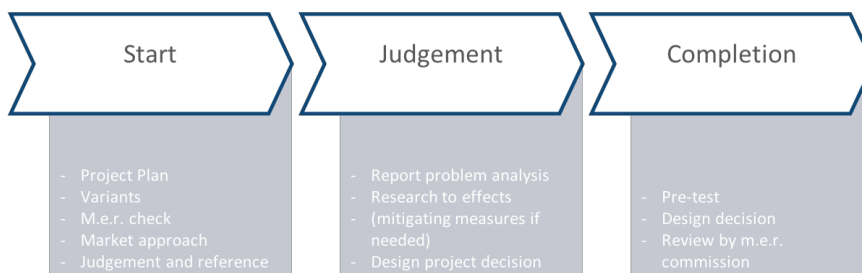 Start
- Project Plan
- Variants
- M.e.r. check
- Market approach
- Judgement and reference
Judgement
- Report problem analysis
- Research to effects
- (mitigating measures if
needed)
- Design project decision
Completion
- Pre-test
- Design decision
- Review by m.e.r.
commission